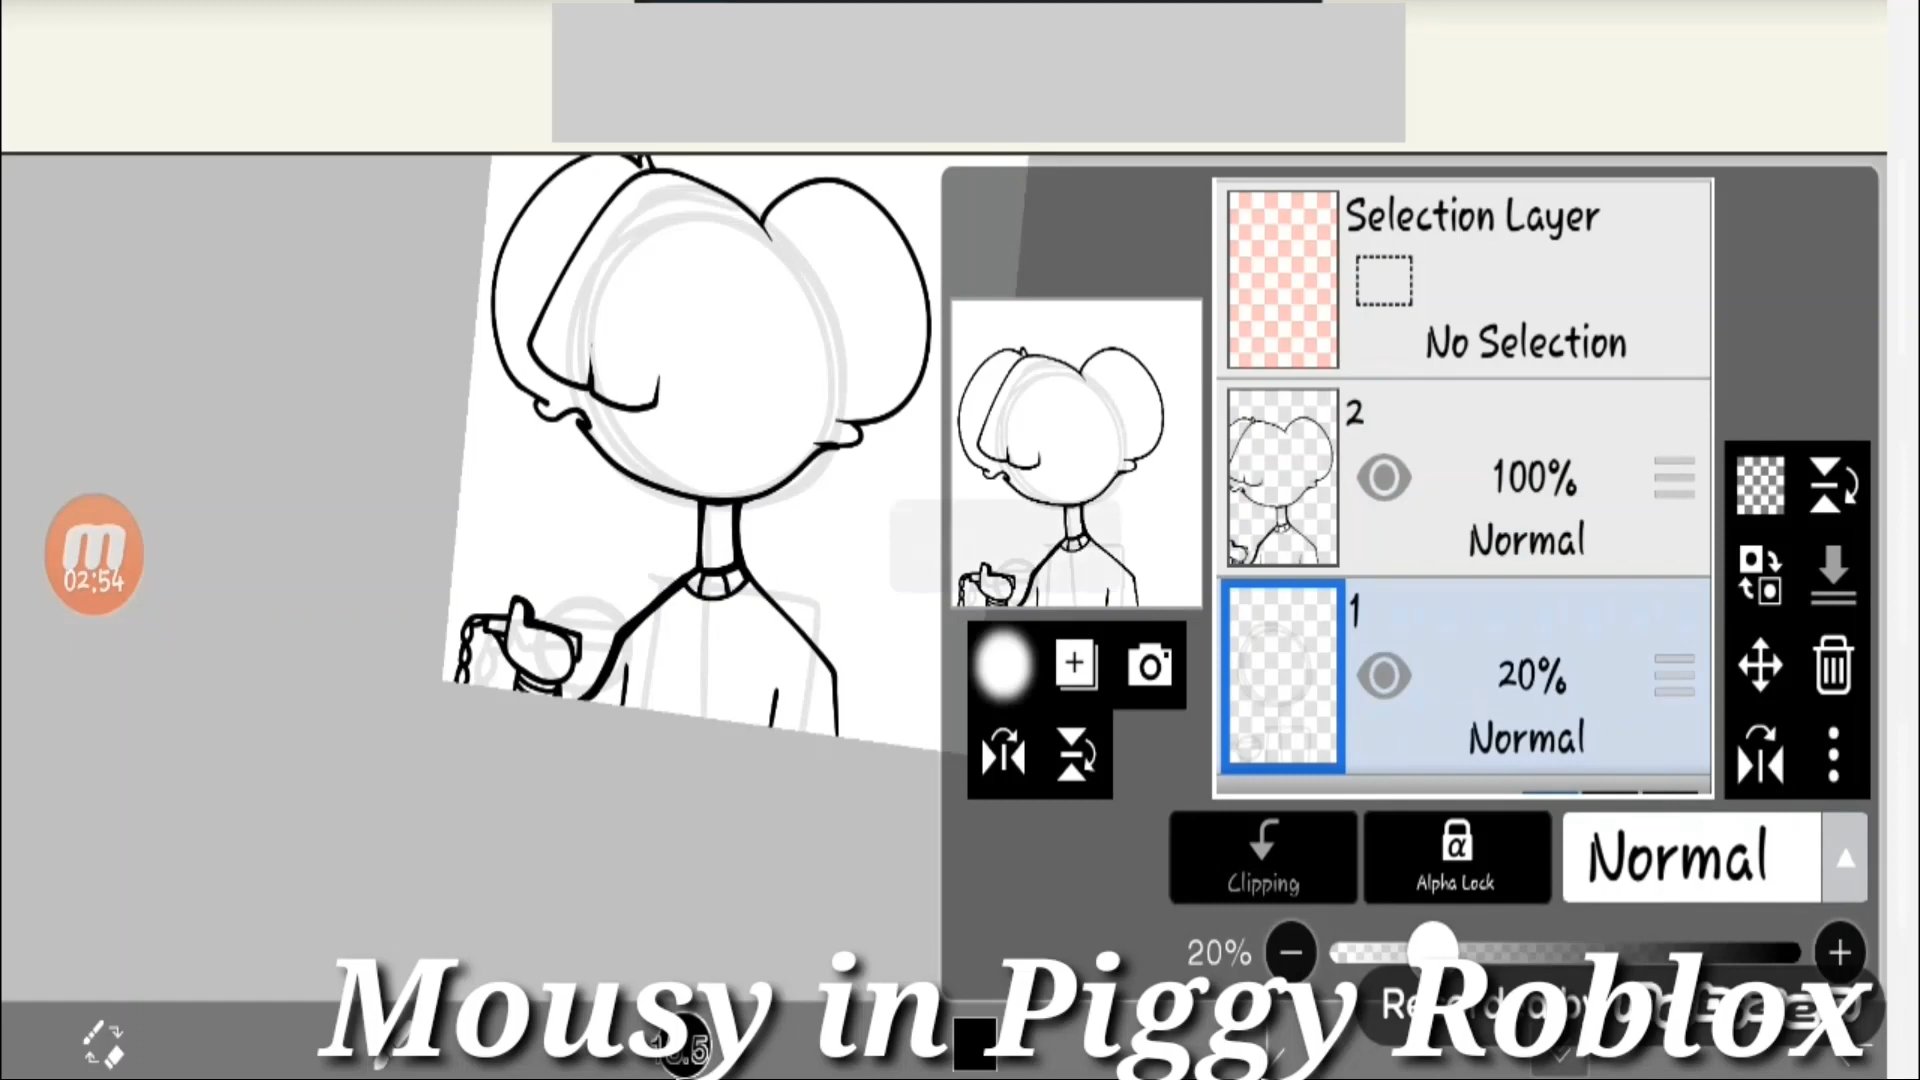 Selection Layer
No Selection
2
100%
Normal
1
20%
Normal
02:54
Clipping
Alpha Lock
Normal
20%
Mousy in Piggy Roblox